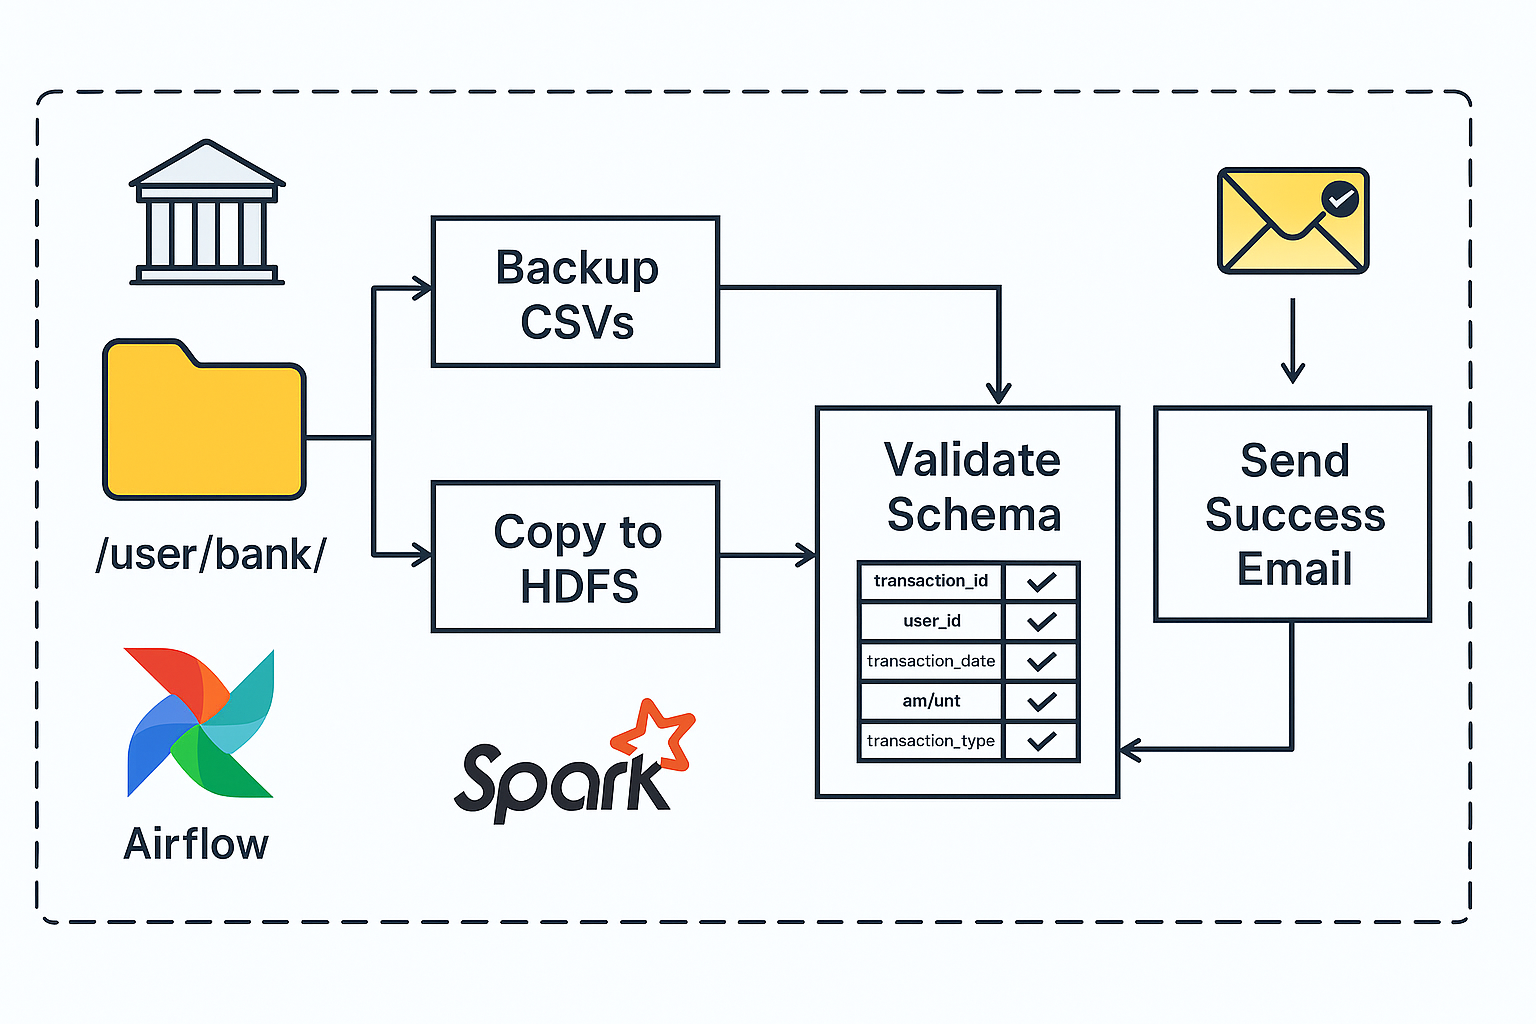 Backup
CSVs
/user/bank/
Copy to
HDFS
Validate
Schema
transaction_id
user_id
transaction_date
am/unt
transaction_type
Send
Success
Email
Airflow
Spark